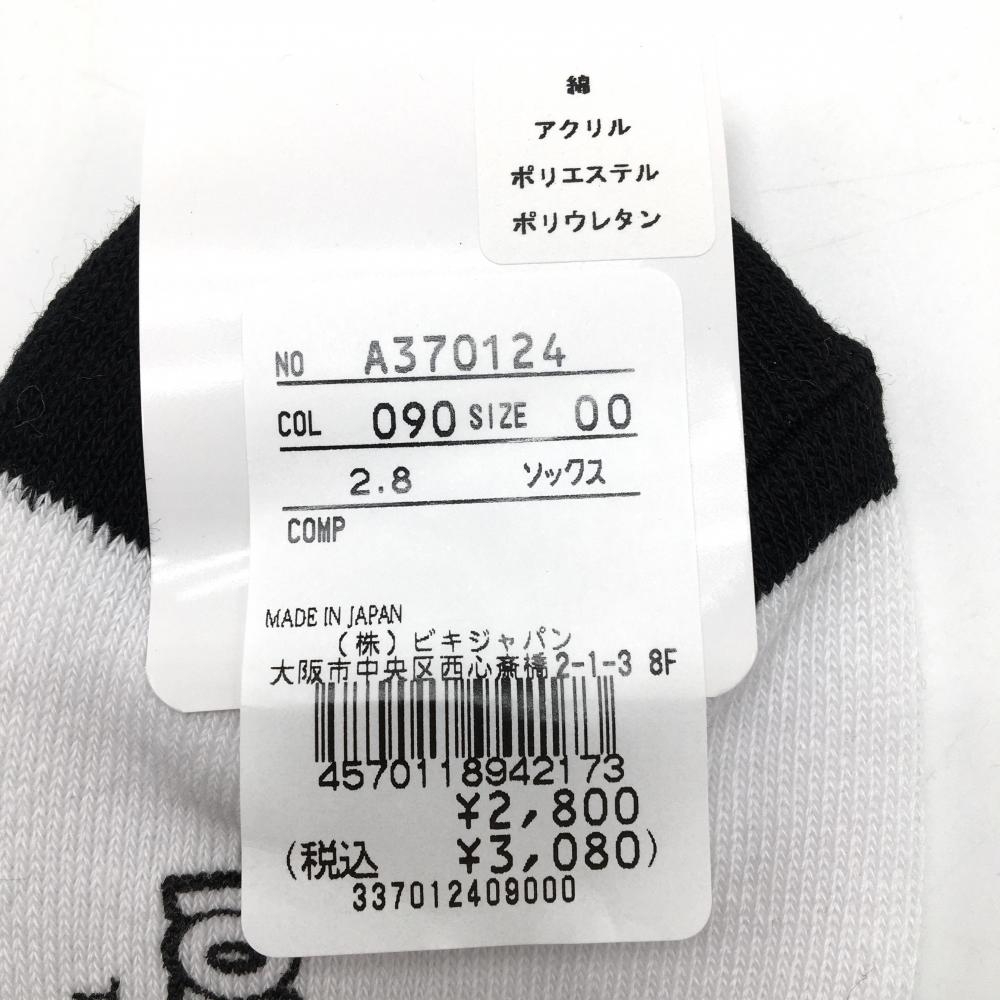 綿
アクリル
ポリエステル
ポリウレタン
NO A370124
COL 090 SIZE 00
2.8 ソックス
COMP
MADE IN JAPAN
(株)ビキジャパン
大阪市中央区西心斎橋2-1-3 8F
4570118942173
¥2,800
(税込 ¥3,080)
337012409000